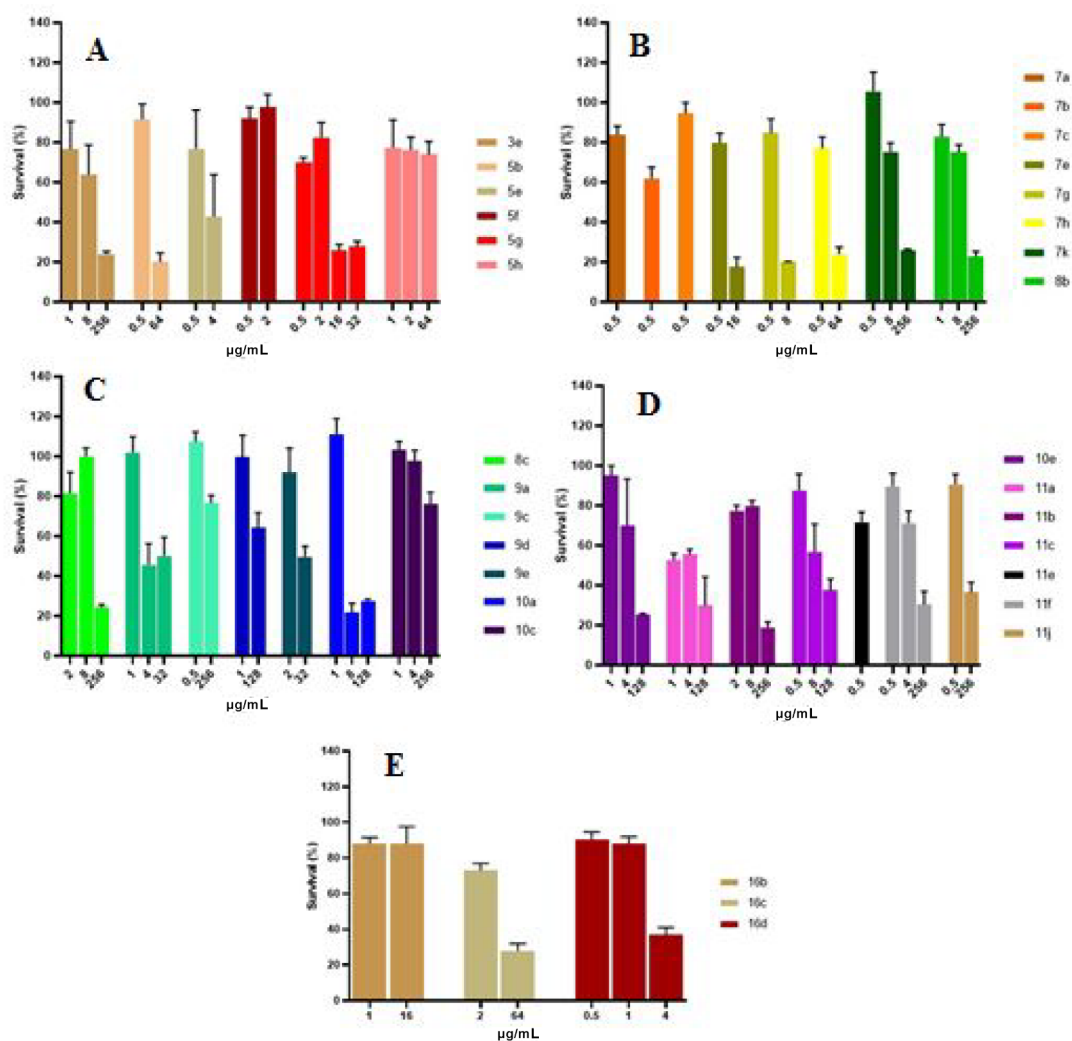 A
Survival (%)
140
120
100
80
60
40
20
0
1 8 256 0.5 64 0.5 4 0.5 2 0.5 2 16 32 1 2 64
µg/mL
3e
5b
5e
5f
5g
5h
B
Survival (%)
140
120
100
80
60
40
20
0
0.5 0.5 0.5 0.5 16 0.5 8 0.5 64 0.5 8 256 1 8 256
µg/mL
7a
7b
7c
7e
7g
7h
7k
8b
C
Survival (%)
140
120
100
80
60
40
20
0
2 8 256 1 4 32 0.5 256 1 128 2 32 1 8 128 1 4 256
µg/mL
8c
9a
9c
9d
9e
10a
10c
D
Survival (%)
140
120
100
80
60
40
20
0
1 4 128 1 4 128 2 8 256 0.5 8 128 0.5 0.5 4 256 0.5 256
µg/mL
10e
11a
11b
11c
11e
11f
11j
E
Survival (%)
140
120
100
80
60
40
20
0
1 16 2 64 0.5 1 4
µg/mL
16b
16c
16d